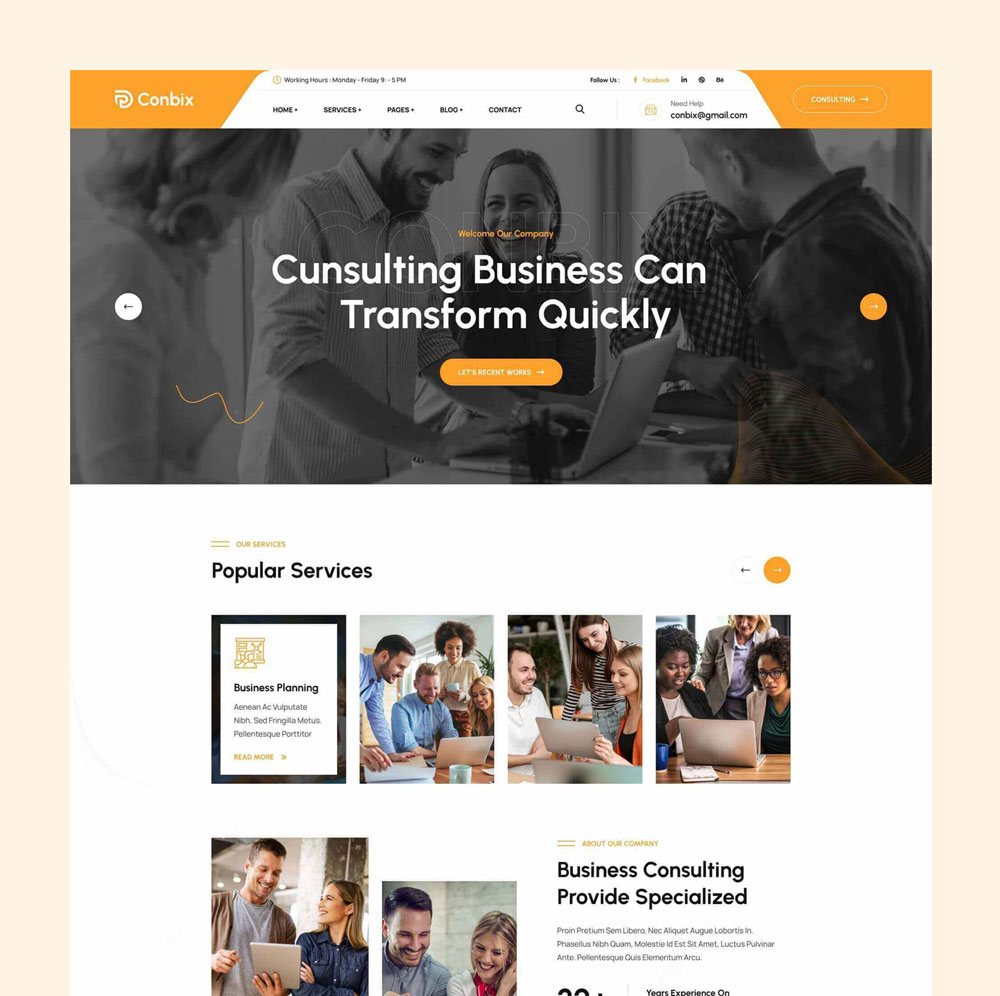 Conbix
Working Hours : Monday - Friday 9: - 5 PM
Follow Us :
Facebook
in
Bē
CONSULTING
HOME +
SERVICES +
PAGES +
BLOG +
CONTACT
Need Help
conbix@gmail.com
CONBIX
Welcome Our Company
Cunsulting Business Can
Transform Quickly
LET'S RECENT WORKS
OUR SERVICES
Popular Services
Business Planning
Aenean Ac Vulputate
Nibh, Sed Fringilla Metus.
Pellentesque Porttitor
READ MORE
ABOUT OUR COMPANY
Business Consulting
Provide Specialized
Proin Pretium Sem Libero, Nec Aliquet Augue Lobortis In.
Phasellus Nibh Quam, Molestie Id Est Sit Amet, Luctus Pulvinar
Ante. Pellentesque Quis Elementum Arcu.
Years Experience On